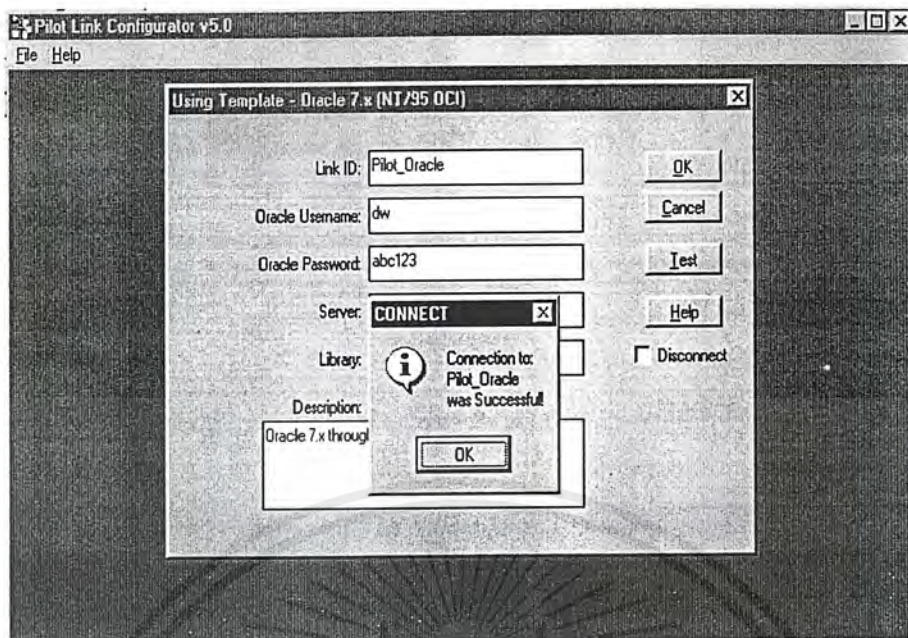 Pilot Link Configurator v5.0
File Help
Using Template - Oracle 7.x (NT/95 OCI)
Link ID: Pilot_Oracle
OK
Oracle Username: dw
Cancel
Oracle Password: abc123
Test
Server:
CONNECT
Help
Library:
Connection to:
Pilot_Oracle
was Successfull
Disconnect
Description:
Oracle 7.x through
OK